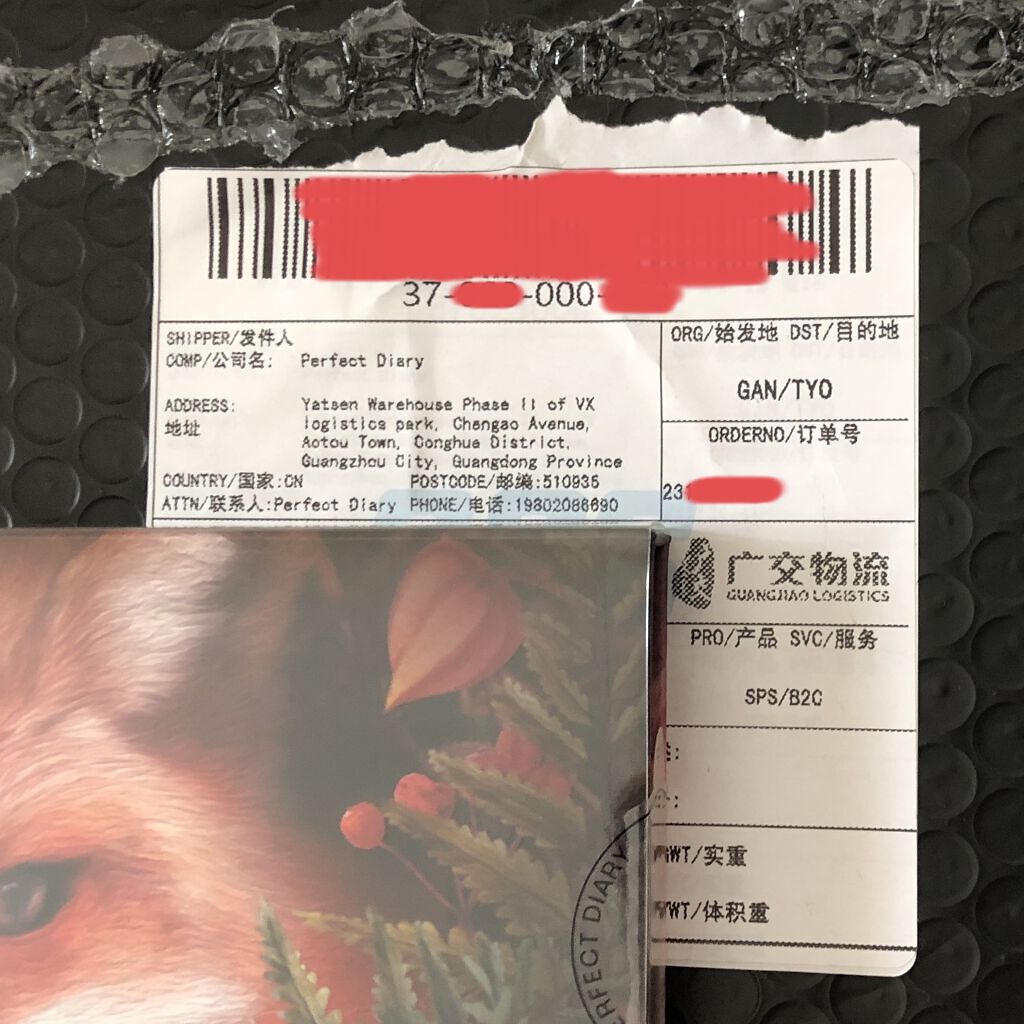 37-
-000-
SHIPPER/发件人
COMP/公司名: Perfect Diary
ADDRESS: Yatsen Warehouse Phase II of VX
地址 logistics park, Chengao Avenue,
Aotou Town, Conghua District,
Guangzhou City, Guangdong Province
COUNTRY/国家:CN POSTCODE/邮编:510935
ATTN/联系人:Perfect Diary PHONE/电话:19802086690
ORG/始发地 DST/目的地
GAN/TYO
ORDERNO/订单号
231
广交物流
GUANGJIAO LOGISTICS
PRO/产品 SVC/服务
SPS/B2C
WT/实重
WT/体积重
RFECT DIARY